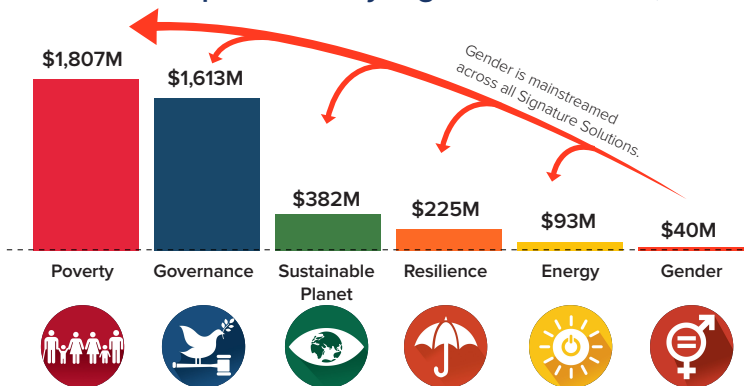 $1,807M
$1,613M
$382M
$225M
$93M
$40M
Gender is mainstreamed
across all Signature Solutions.
Poverty
Governance
Sustainable
Planet
Resilience
Energy
Gender